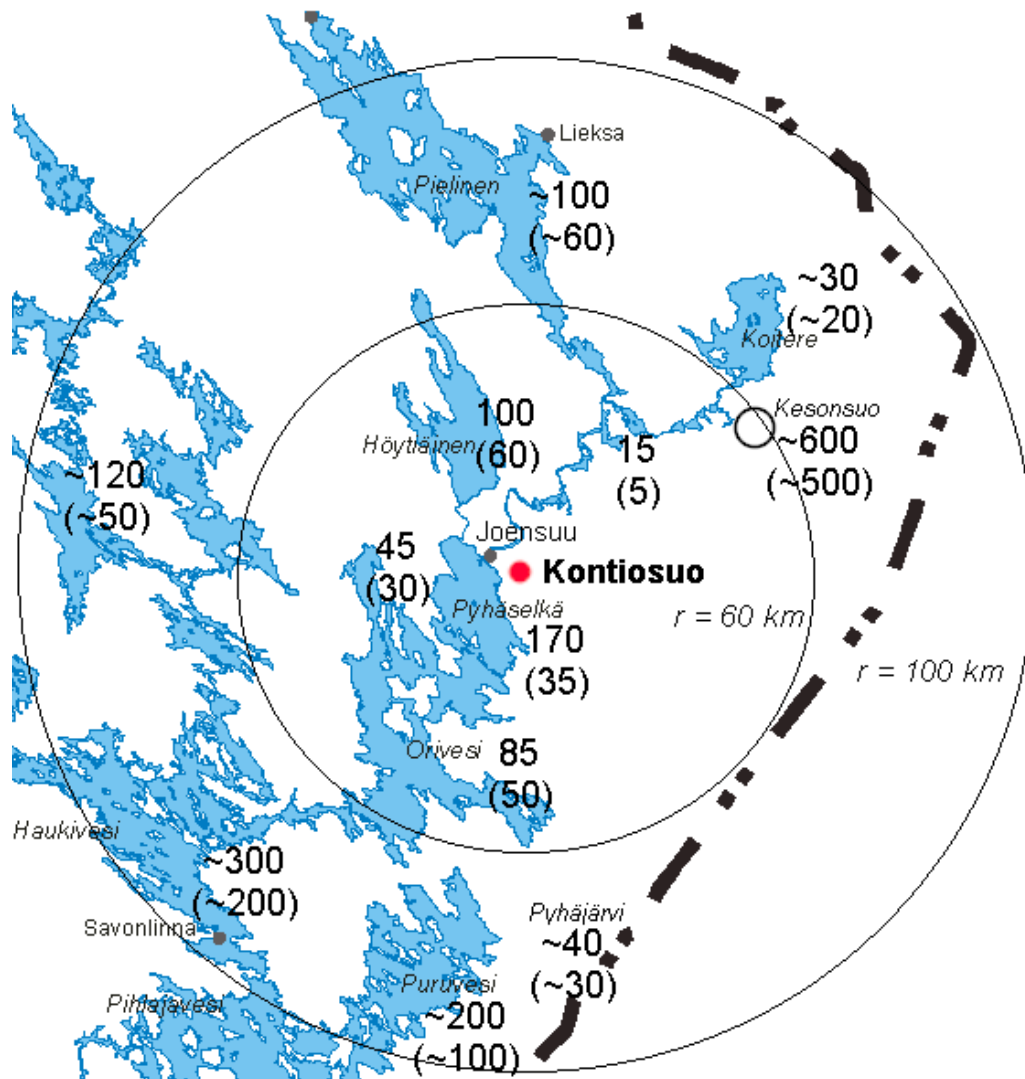 Lieksa
Pielinen
~100
(~60)
~30
(~20)
Koitere
Kesonsuo
~600
(~500)
100
(60)
Höytiäinen
15
(5)
~120
(~50)
Joensuu
45
(30)
Kontiosuo
Pyhäselkä
r = 60 km
170
(35)
r = 100 km
Orivesi
85
(50)
Haukivesi
~300
(~200)
Savonlinna
Pyhäjärvi
~40
(~30)
Puruvesi
Pihlajavesi
~200
(~100)